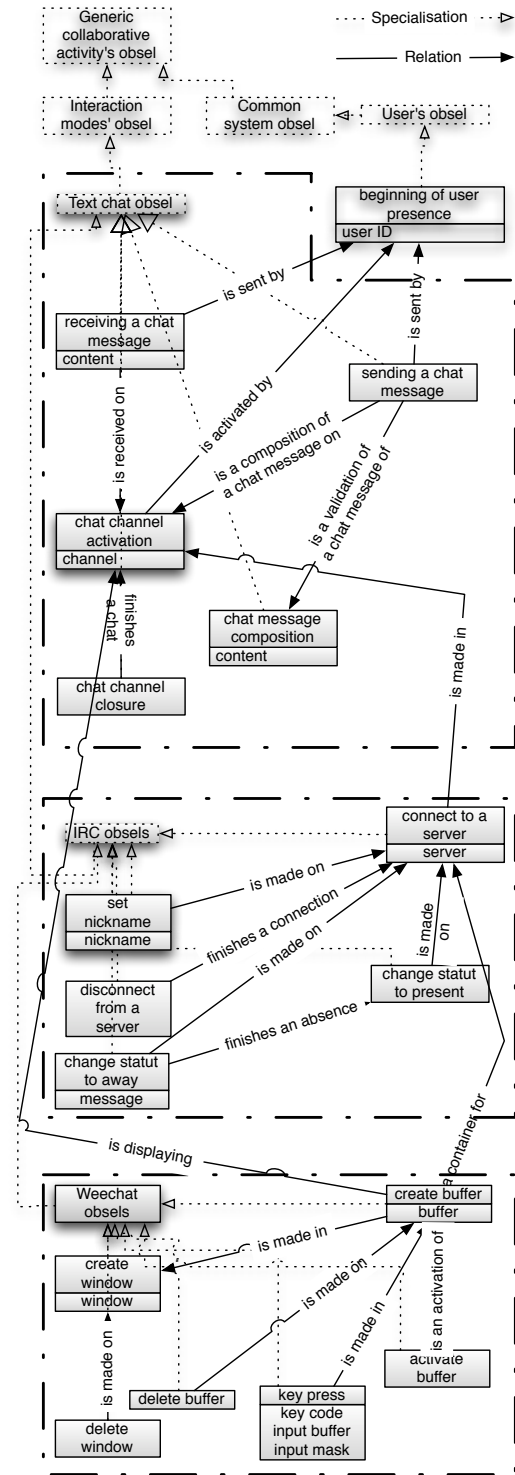 Generic
collaborative
activity's obsel
Specialisation
Relation
Interaction
modes' obsel
Common
system obsel
User's obsel
Text chat obsel
beginning of user
presence
user ID
is sent by
is sent by
receiving a chat
message
content
sending a chat
message
is received on
is activated by
is a composition of
a chat message on
is a validation of
a chat message of
chat channel
activation
channel
finishes
a chat
chat message
composition
content
chat channel
closure
is made in
IRC obsels
connect to a
server
server
is made on
set
nickname
nickname
finishes a connection
is made on
is made
on
disconnect
from a
server
change statut
to present
finishes an absence
change statut
to away
message
is displaying
a container for
Weechat
obsels
create buffer
buffer
is made in
create
window
window
is made on
is made in
is an activation of
is made on
activate
buffer
delete buffer
key press
key code
input buffer
input mask
delete
window